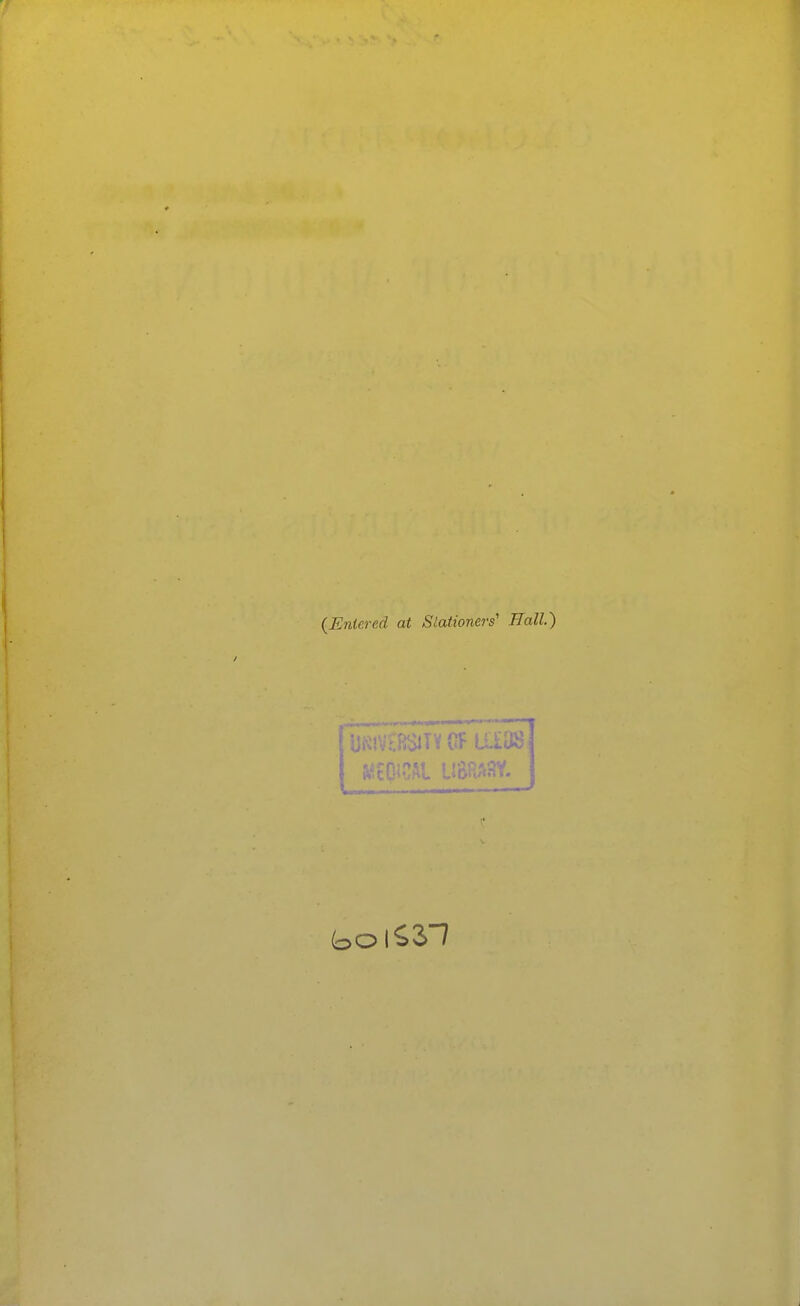 (Entered at Stationers' Hall.)
UNIVERSITY OF LEEDS
MEDICAL LIBRARY.
601537